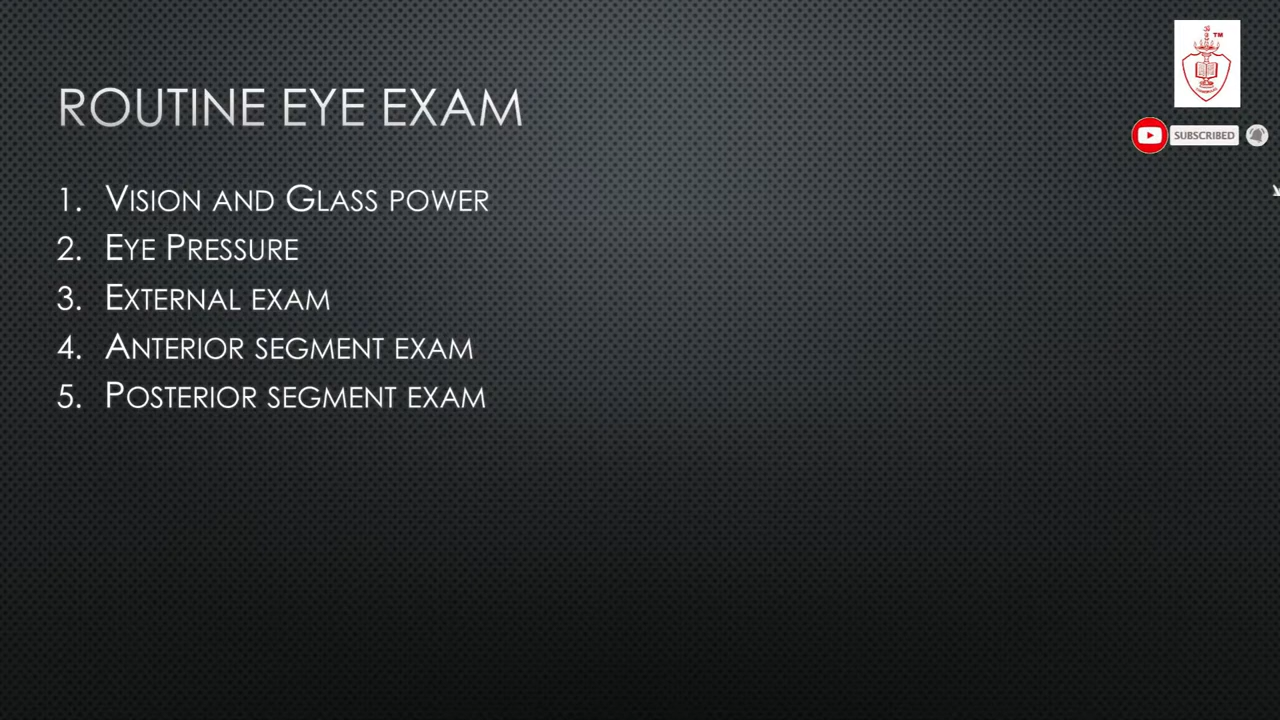 ROUTINE EYE EXAM
1. VISION AND GLASS POWER
2. EYE PRESSURE
3. EXTERNAL EXAM
4. ANTERIOR SEGMENT EXAM
5. POSTERIOR SEGMENT EXAM
TM
SUBSCRIBED